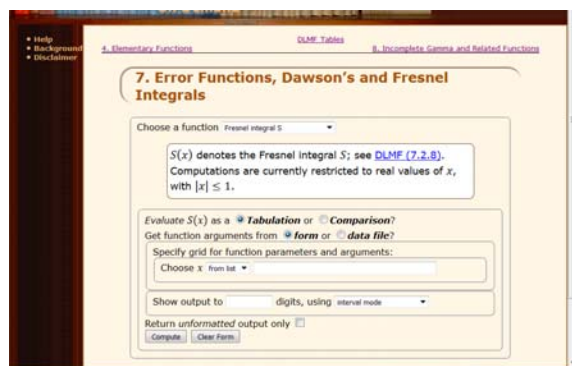 • Help
• Background
• Disclaimer
DLMF Tables
4. Elementary Functions
8. Incomplete Gamma and Related Functions
7. Error Functions, Dawson's and Fresnel
Integrals
Choose a function Fresnel integral S
S(x) denotes the Fresnel integral S; see DLMF (7.2.8).
Computations are currently restricted to real values of x,
with |x| ≤ 1.
Evaluate S(x) as a Tabulation or Comparison?
Get function arguments from form or data file?
Specify grid for function parameters and arguments:
Choose x from list
Show output to digits, using interval mode
Return unformatted output only
Compute Clear Form